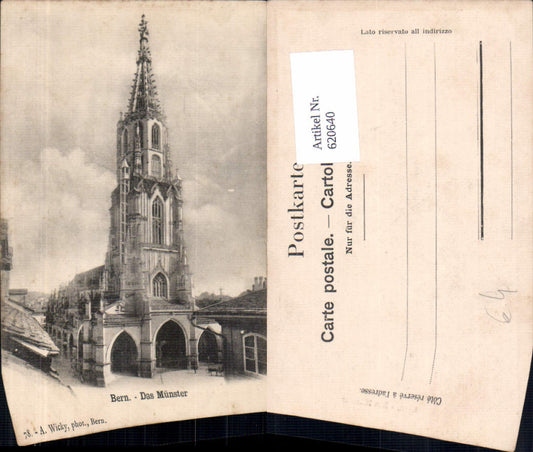 Bern. - Das Münster
78. - A. Wicky, phot., Bern.
Lato riservato all indirizzo
Artikel Nr.
620640
Postkarte
Carte postale. — Cartol
Nur für die Adresse.
Côté réservé à l'adresse.